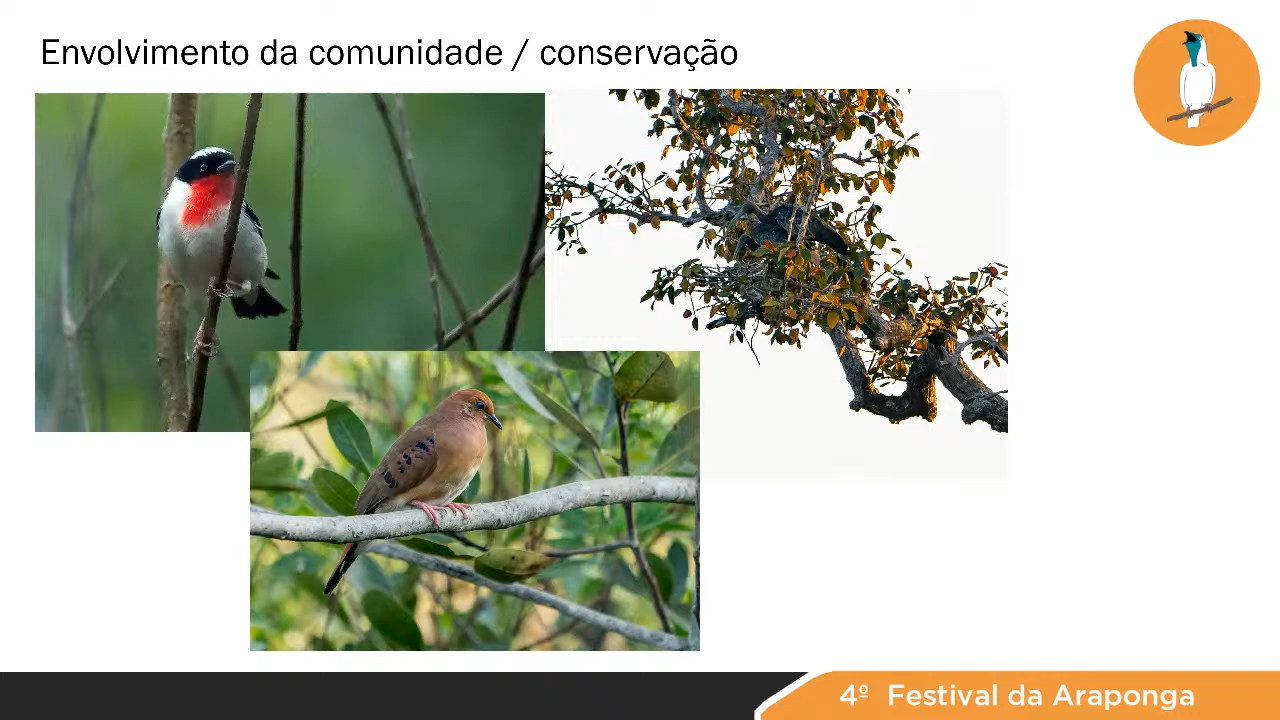 Envolvimento da comunidade / conservação
4º Festival da Araponga